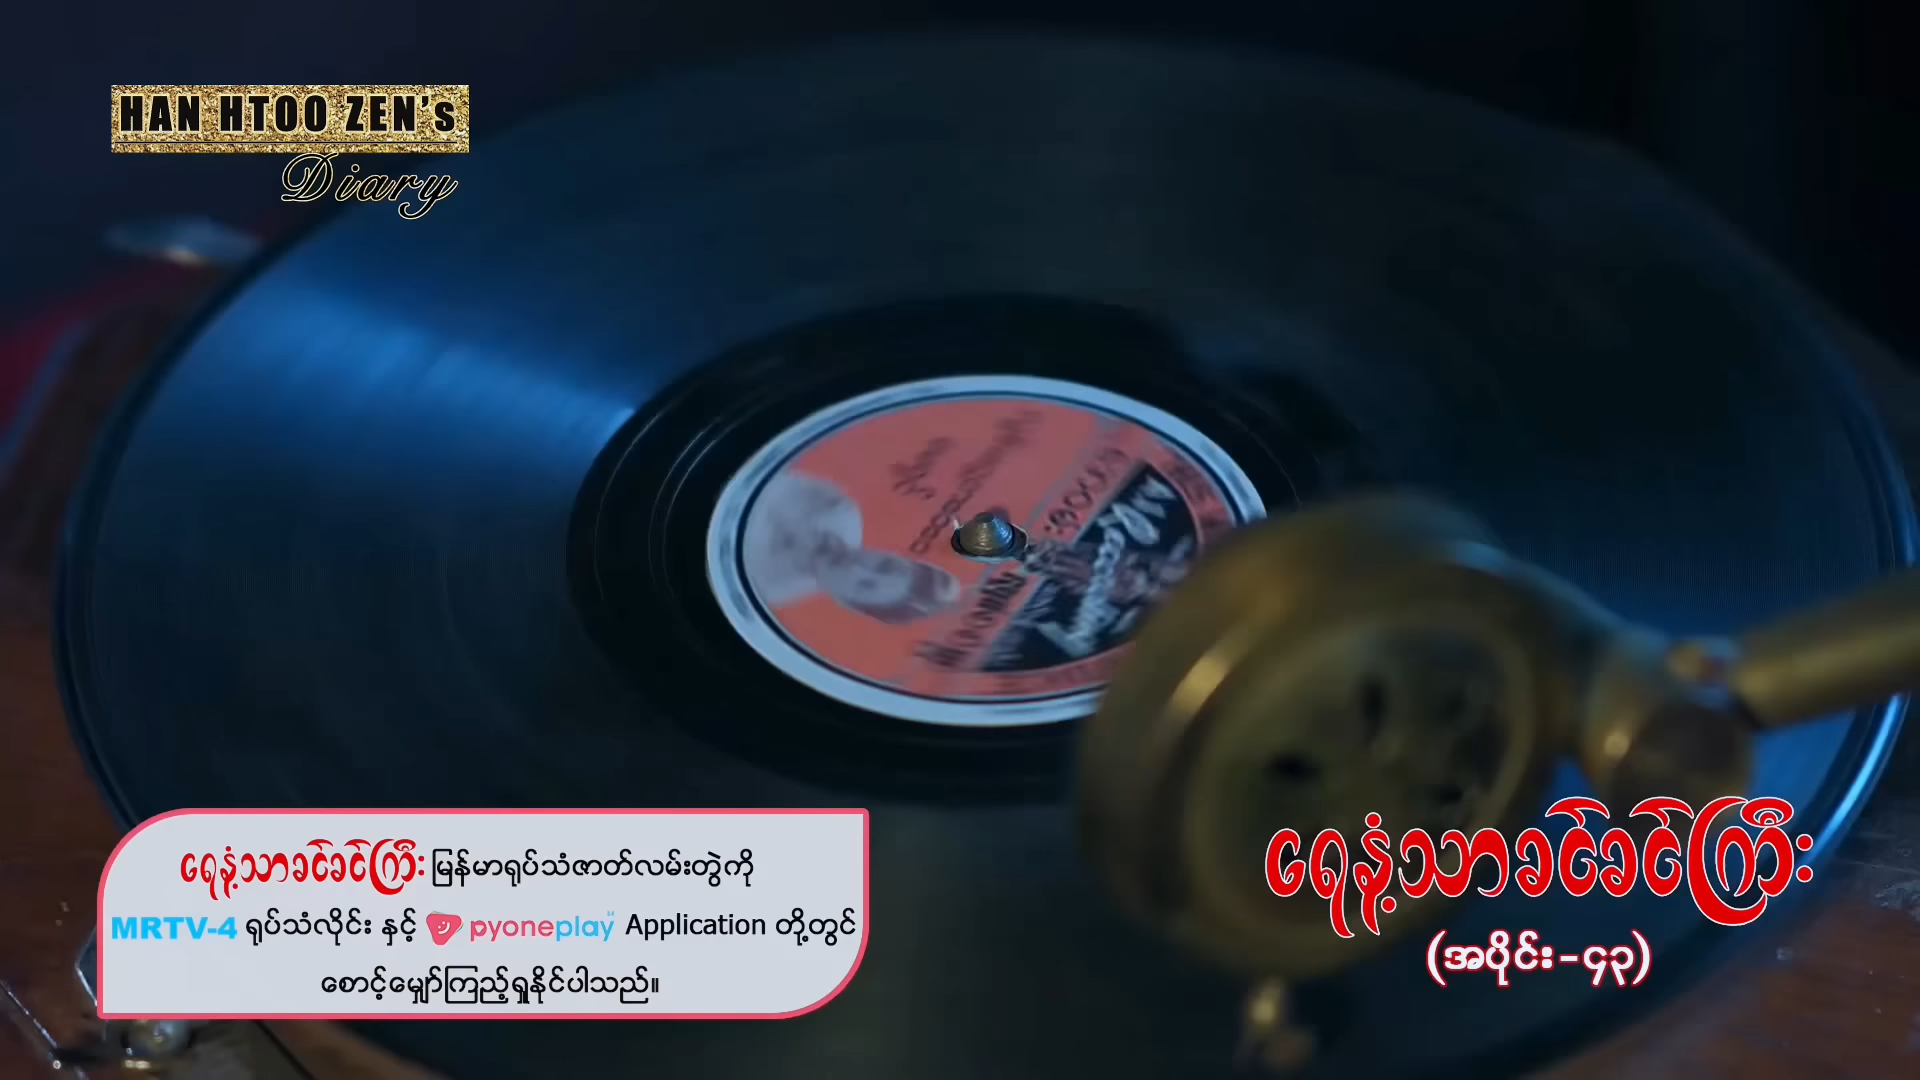 HAN HTOO ZEN's
Diary
ရေနံ့သာခင်ခင်ကြီး မြန်မာရုပ်သံဇာတ်လမ်းတွဲကို
MRTV-4 ရုပ်သံလိုင်း နှင့် pyoneplay Application တို့တွင်
စောင့်မျှော်ကြည့်ရှုနိုင်ပါသည်။
ရေနံ့သာခင်ခင်ကြီး
(အပိုင်း-၄၃)